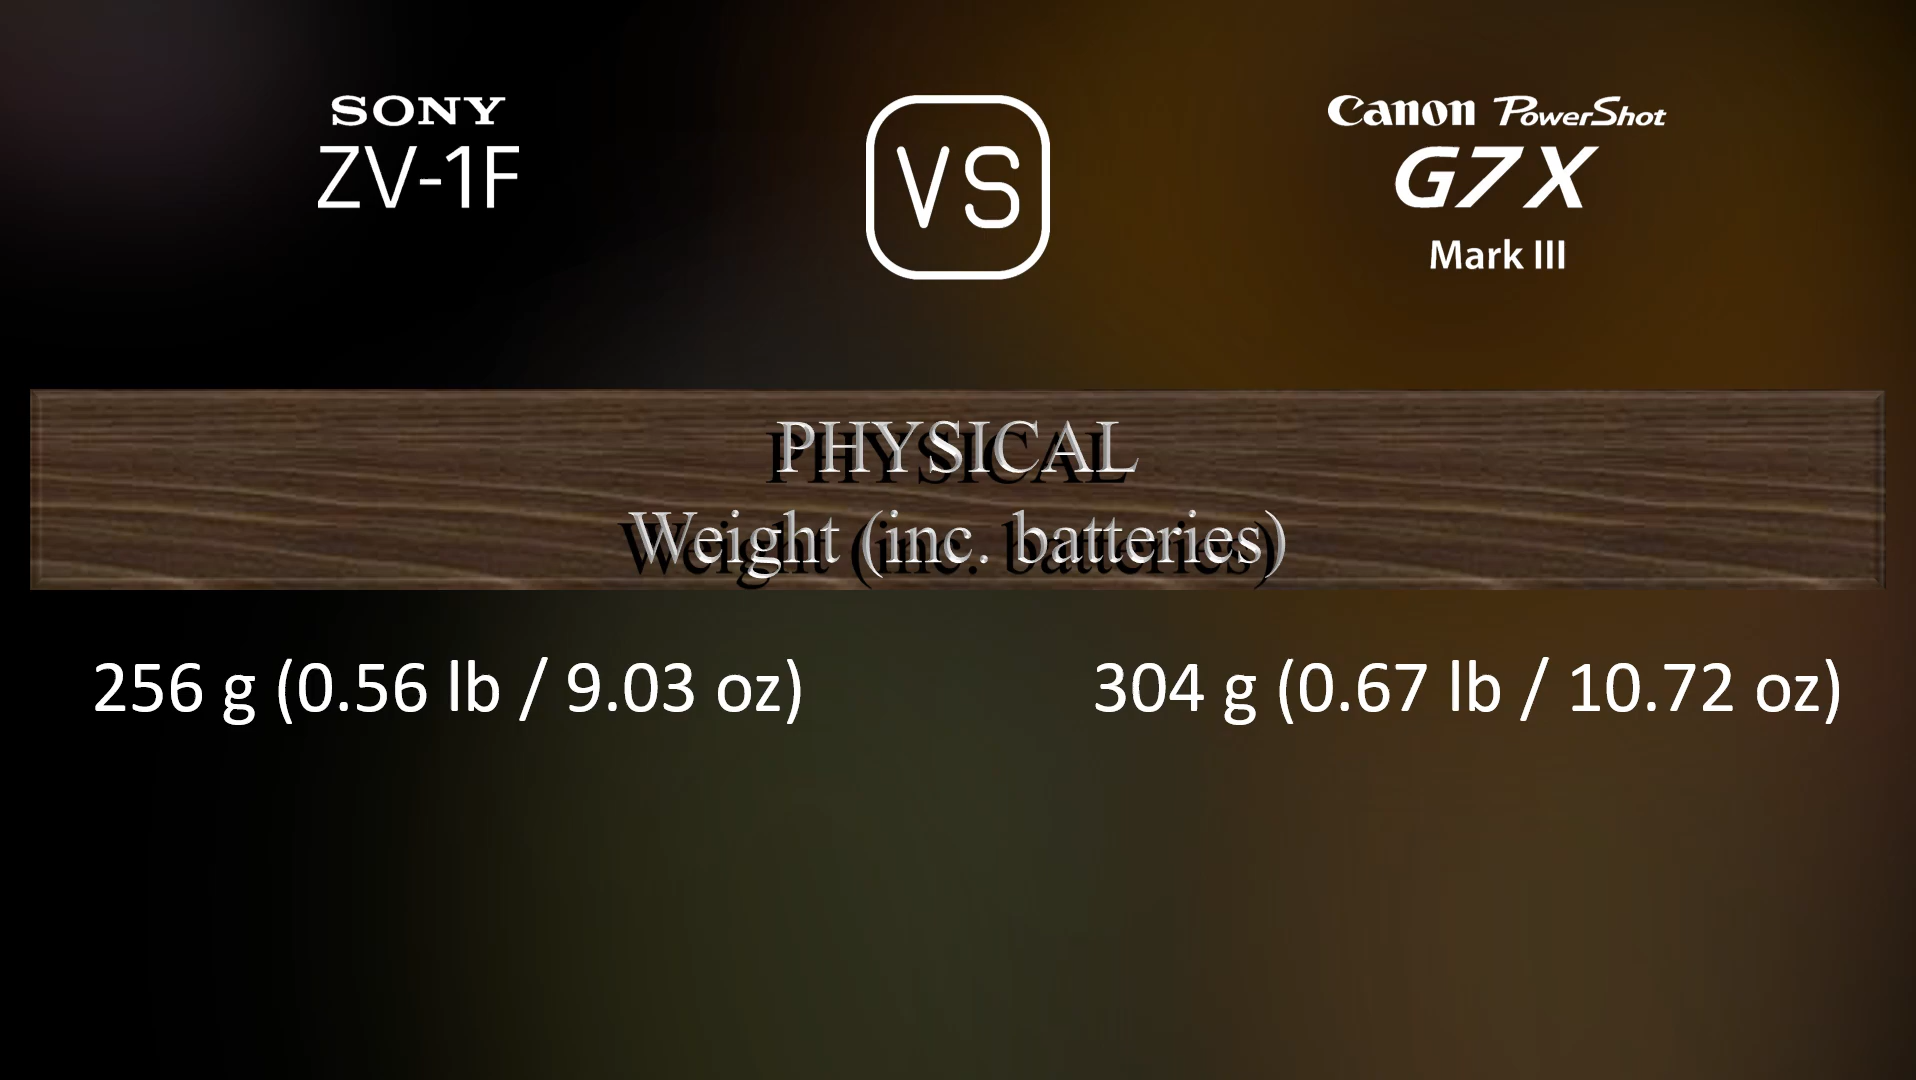 SONY
ZV-1F
VS
Canon PowerShot
G7 X
Mark III
PHYSICAL
Weight (inc. batteries)
256 g (0.56 lb / 9.03 oz)
304 g (0.67 lb / 10.72 oz)